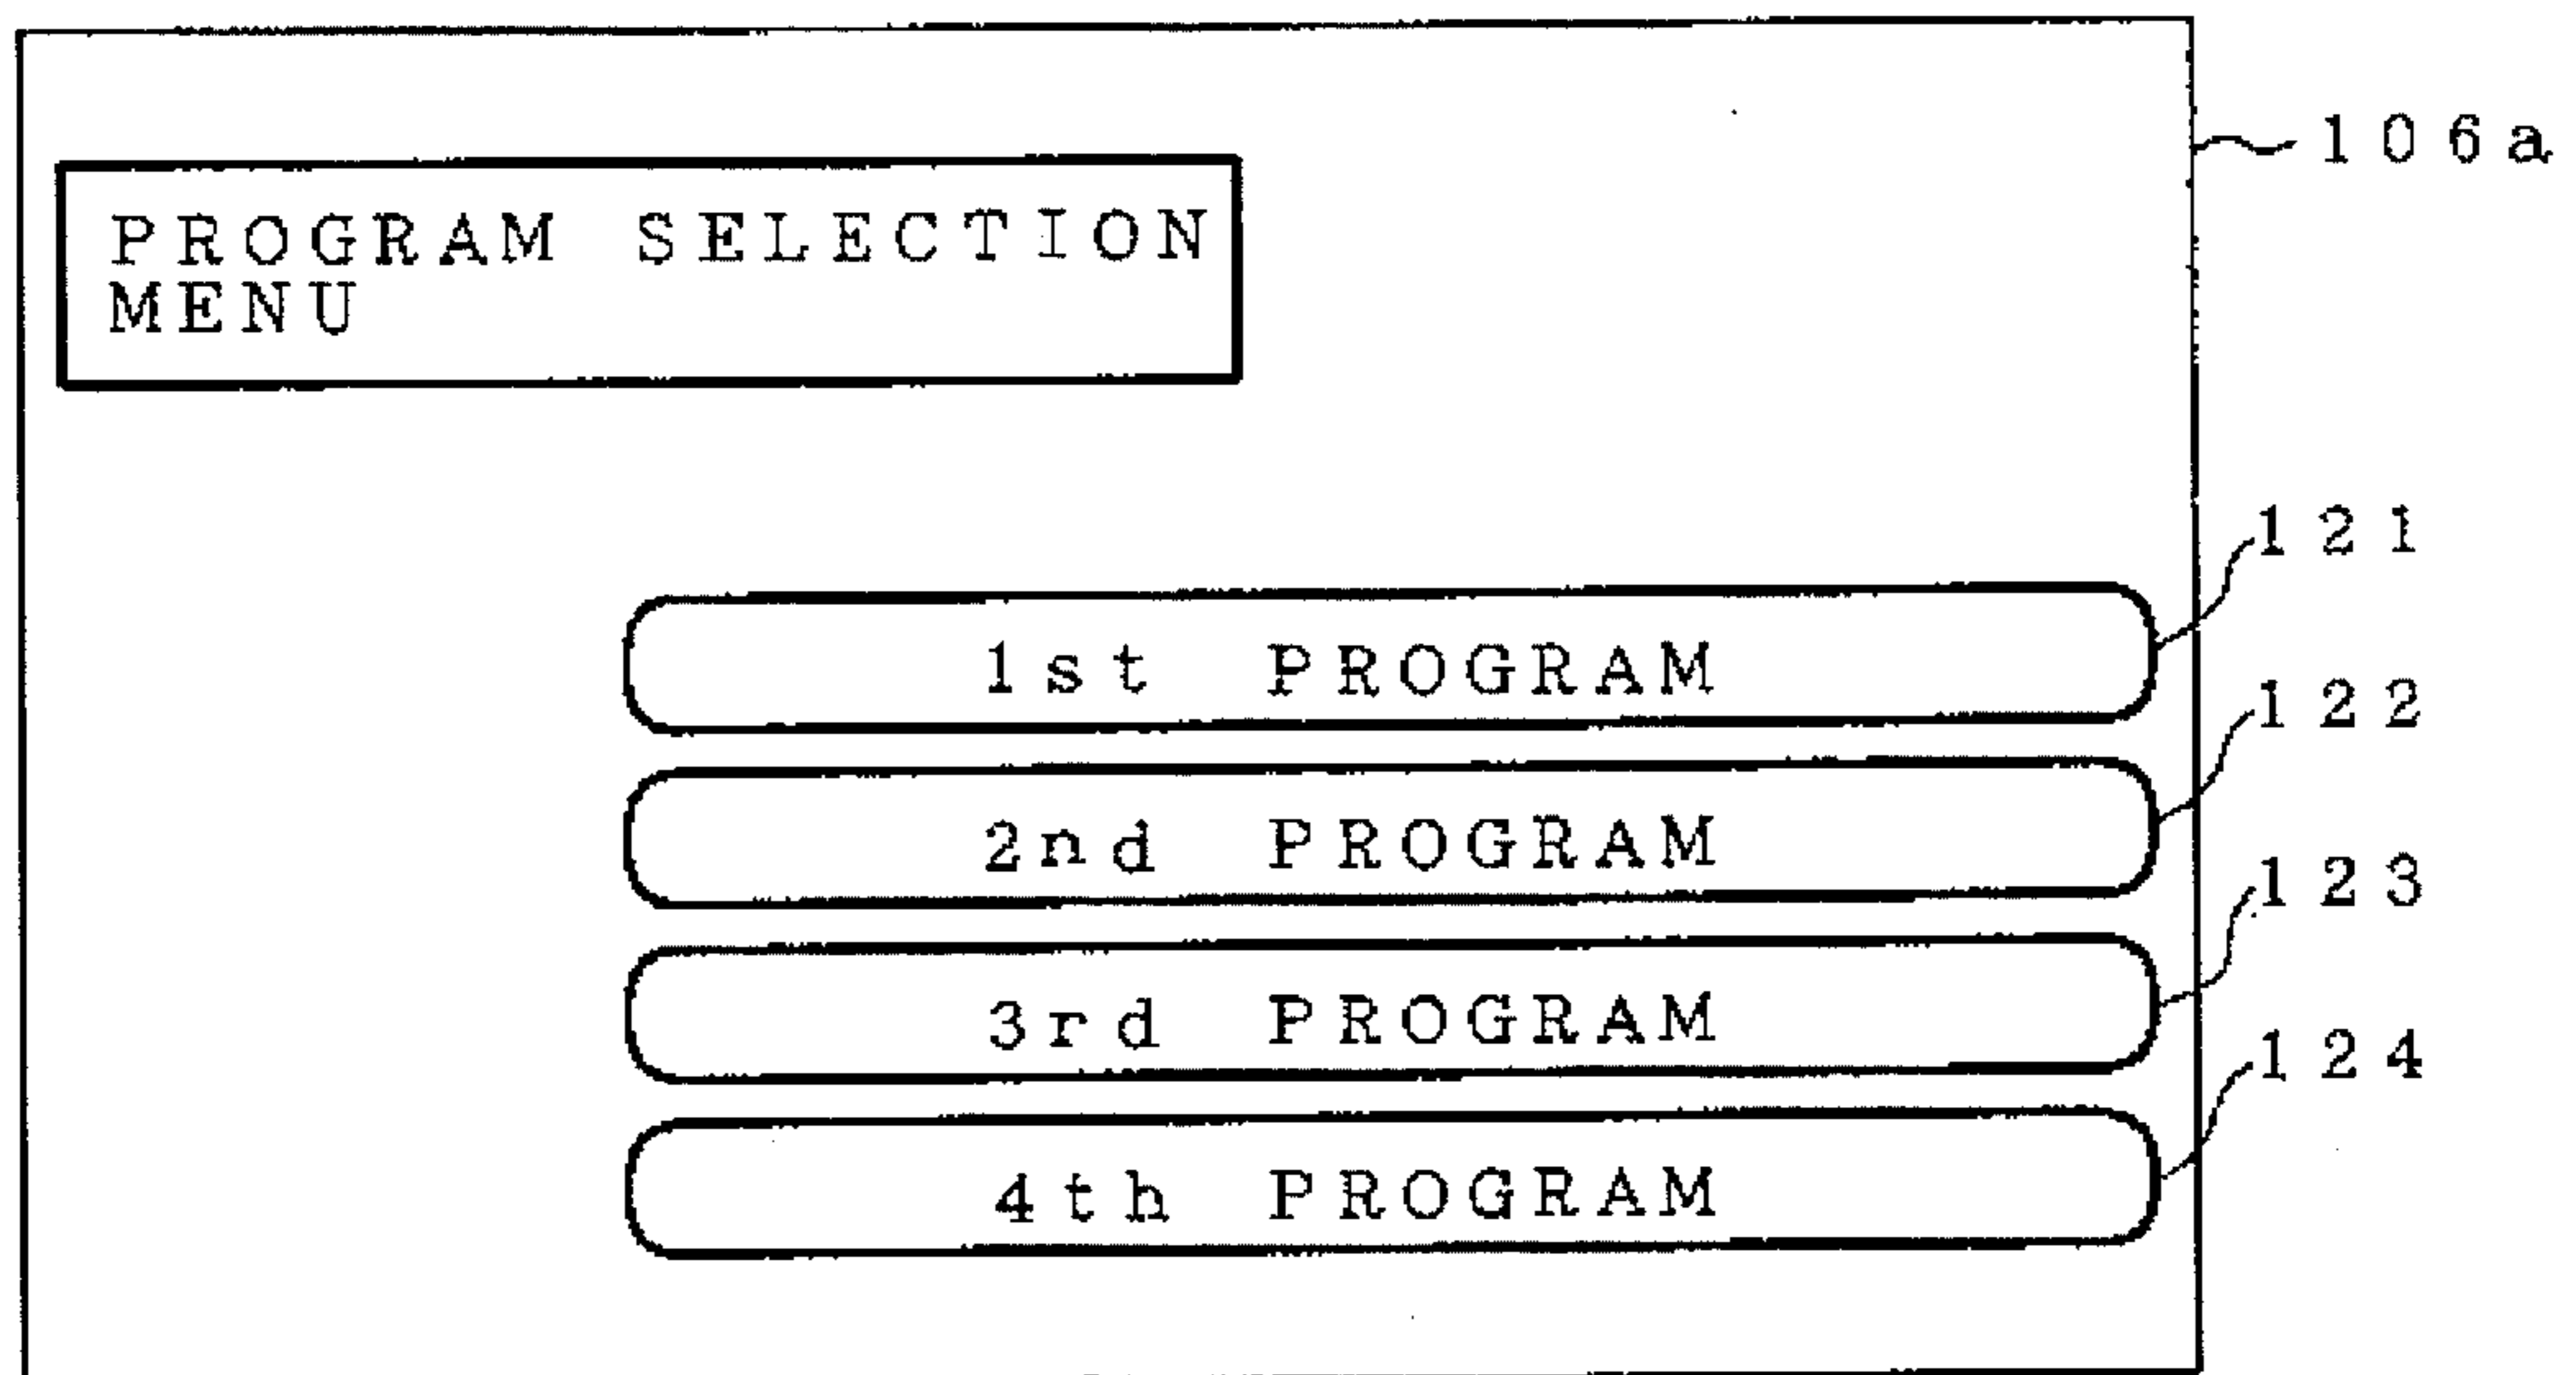 106a
PROGRAM SELECTION
MENU
121
1st PROGRAM
122
2nd PROGRAM
123
3rd PROGRAM
124
4th PROGRAM